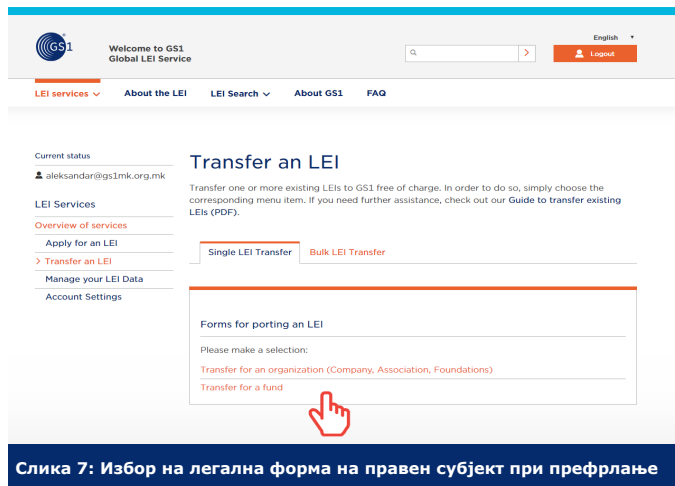 English
GS1
Welcome to GS1
Global LEI Service
Logout
LEI services
About the LEI
LEI Search
About GS1
FAQ
Current status
aleksandar@gs1mk.org.mk
LEI Services
Overview of services
Apply for an LEI
> Transfer an LEI
Manage your LEI Data
Account Settings
Transfer an LEI
Transfer one or more existing LEIs to GS1 free of charge. In order to do so, simply choose the
corresponding menu item. If you need further assistance, check out our Guide to transfer existing
LEIs (PDF).
Single LEI Transfer
Bulk LEI Transfer
Forms for porting an LEI
Please make a selection:
Transfer for an organization (Company, Association, Foundations)
Transfer for a fund
Слика 7: Избор на легална форма на правен субјект при префрлање